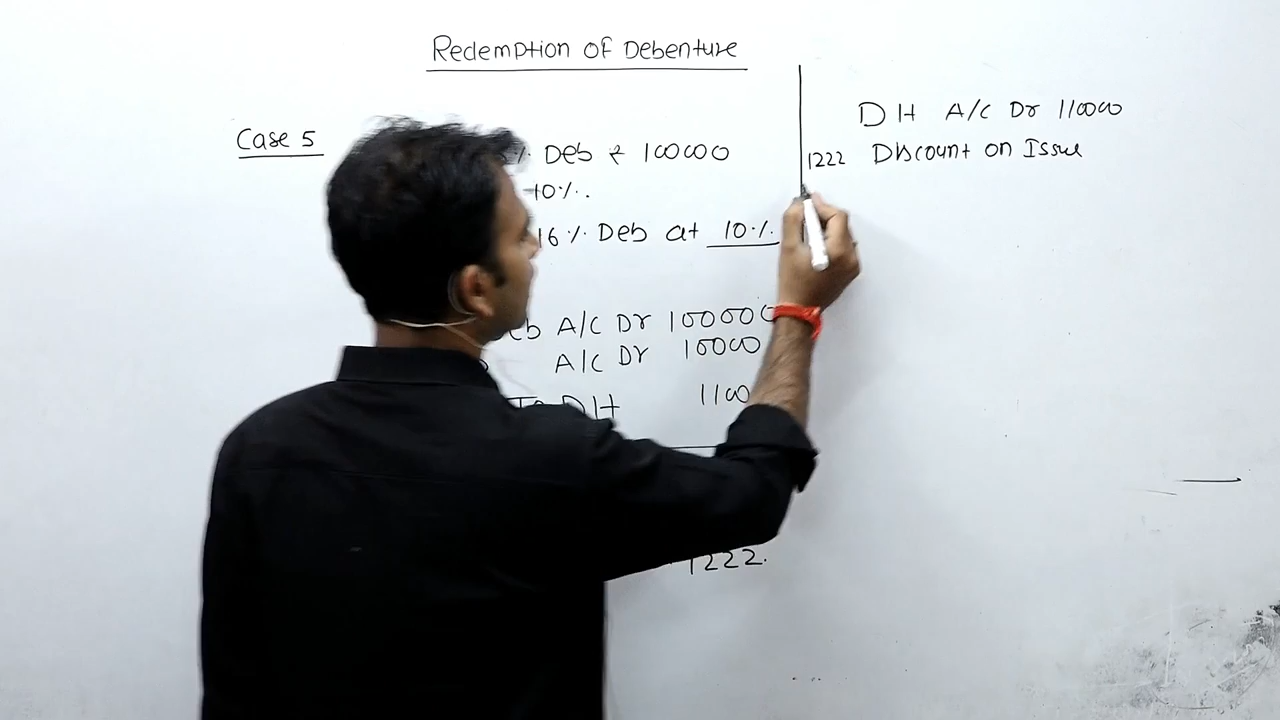 Redemption of Debenture
Case 5
% Deb ₹ 100000
10%.
16% Deb at 10%.
eb A/C Dr 100000
A/C Dr 10000
To DH 1100
1222.
DH A/C Dr 110000
1222 Discount on Issue